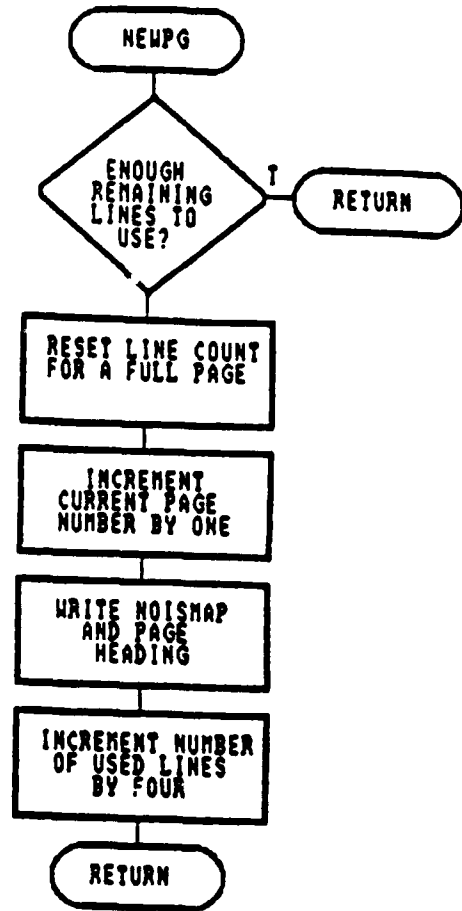 NEWPG
ENOUGH
REMAINING
LINES TO
USE?
T
RETURN
RESET LINE COUNT
FOR A FULL PAGE
INCREMENT
CURRENT PAGE
NUMBER BY ONE
WRITE NOISMAP
AND PAGE
HEADING
INCREMENT NUMBER
OF USED LINES
BY FOUR
RETURN